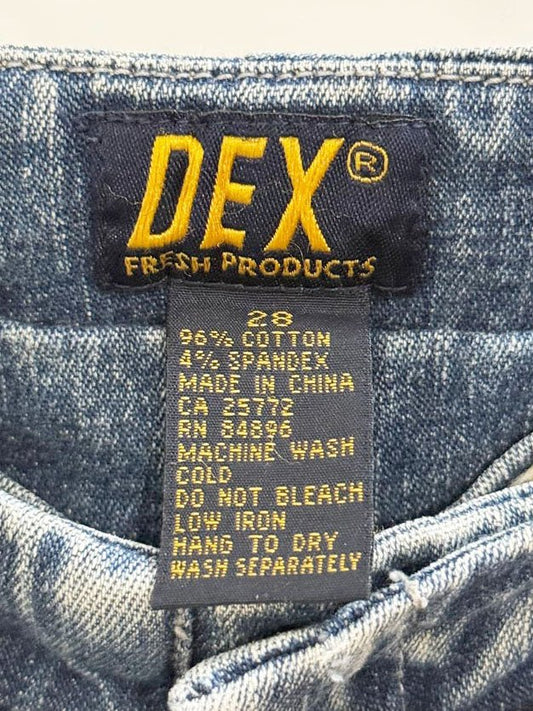 DEX®
FRESH PRODUCTS
28
96% COTTON
4% SPANDEX
MADE IN CHINA
CA 25772
RN 84896
MACHINE WASH
COLD
DO NOT BLEACH
LOW IRON
HANG TO DRY
WASH SEPARATELY